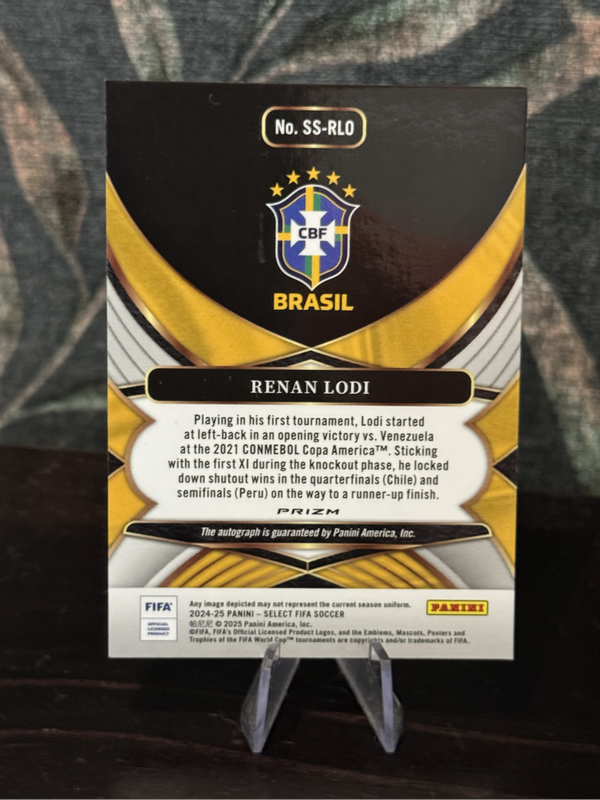 No. SS-RLO
CBF
BRASIL
RENAN LODI
Playing in his first tournament, Lodi started
at left-back in an opening victory vs. Venezuela
at the 2021 CONMEBOL Copa America™. Sticking
with the first XI during the knockout phase, he locked
down shutout wins in the quarterfinals (Chile) and
semifinals (Peru) on the way to a runner-up finish.
PRIZM
The autograph is guaranteed by Panini America, Inc.
FIFA®
OFFICIAL
LICENSED
PRODUCT
Any image depicted may not represent the current season uniform.
2024-25 PANINI – SELECT FIFA SOCCER
帕尼尼 © 2025 Panini America, Inc.
©FIFA, FIFA's Official Licensed Product Logos, and the Emblems, Mascots, Posters and
Trophies of the FIFA World Cup™ tournaments are copyrights and/or trademarks of FIFA.
PANINI